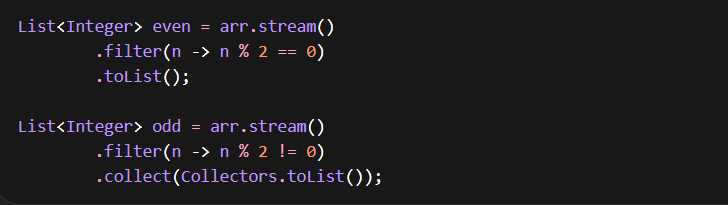 List<Integer> even = arr.stream()
        .filter(n -> n % 2 == 0)
        .toList();

List<Integer> odd = arr.stream()
        .filter(n -> n % 2 != 0)
        .collect(Collectors.toList());